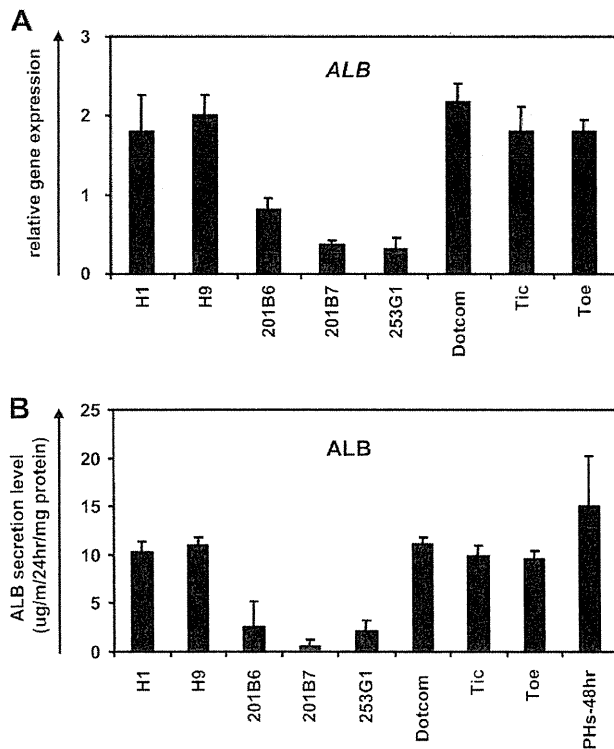 A
ALB
relative gene expression
3
2
1
0
H1
H9
201B6
201B7
253G1
Dotcom
Tic
Toe
B
ALB
ALB secretion level
(ug/m/24hr/mg protein)
25
20
15
10
5
0
H1
H9
201B6
201B7
253G1
Dotcom
Tic
Toe
PHs-48hr